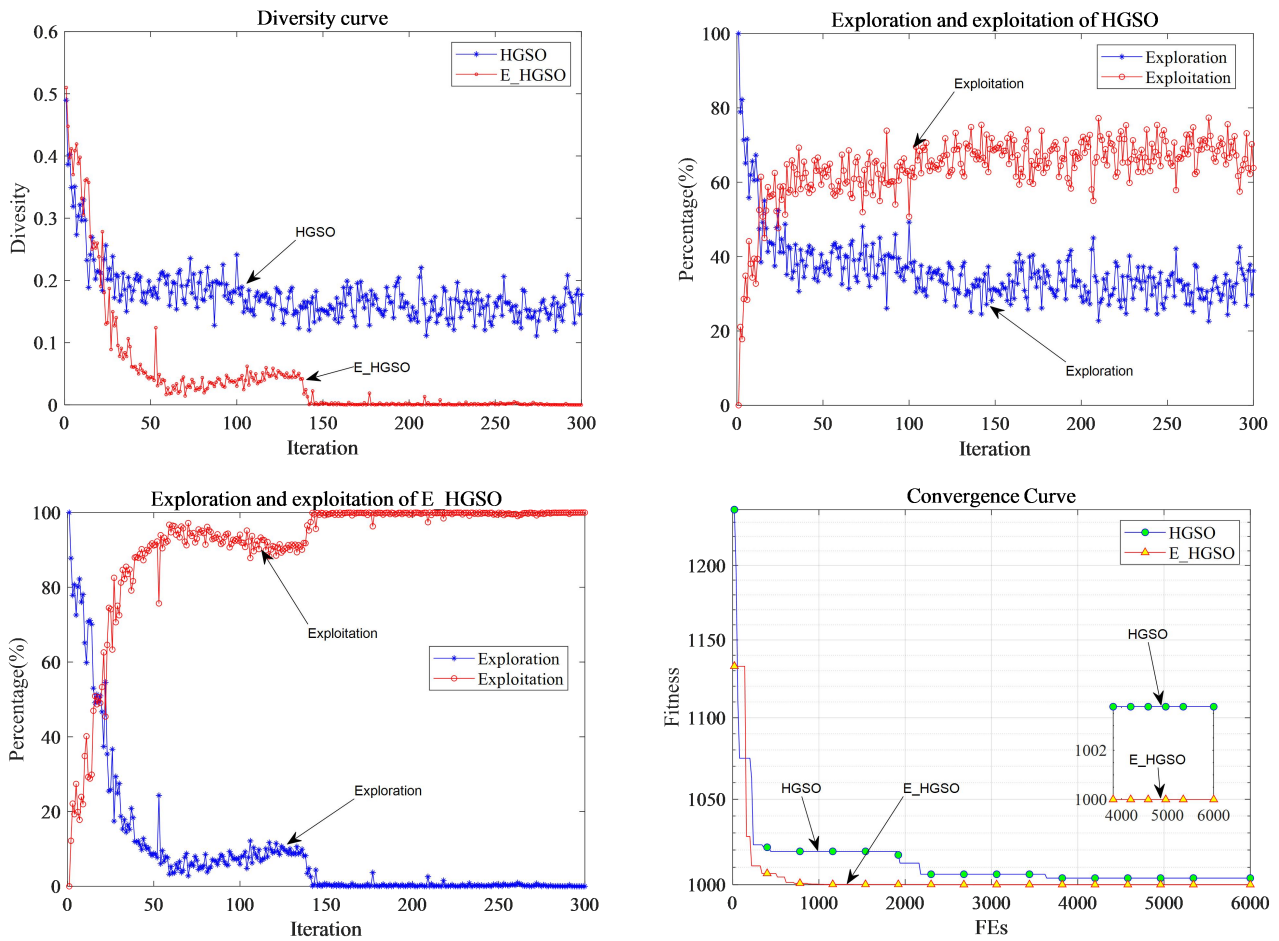 Diversity curve
0.6
0.5
0.4
0.3
0.2
0.1
0
Divesity
HGSO
E_HGSO
HGSO
E_HGSO
0 50 100 150 200 250 300
Iteration
Exploration and exploitation of HGSO
100
80
60
40
20
0
Percentage(%)
Exploration
Exploitation
Exploitation
Exploration
0 50 100 150 200 250 300
Iteration
Exploration and exploitation of E_HGSO
100
80
60
40
20
0
Percentage(%)
Exploitation
Exploration
Exploitation
Exploration
0 50 100 150 200 250 300
Iteration
Convergence Curve
1200
1150
1100
1050
1000
Fitness
HGSO
E_HGSO
HGSO
1002
E_HGSO
1000
4000 5000 6000
HGSO
E_HGSO
0 1000 2000 3000 4000 5000 6000
FEs